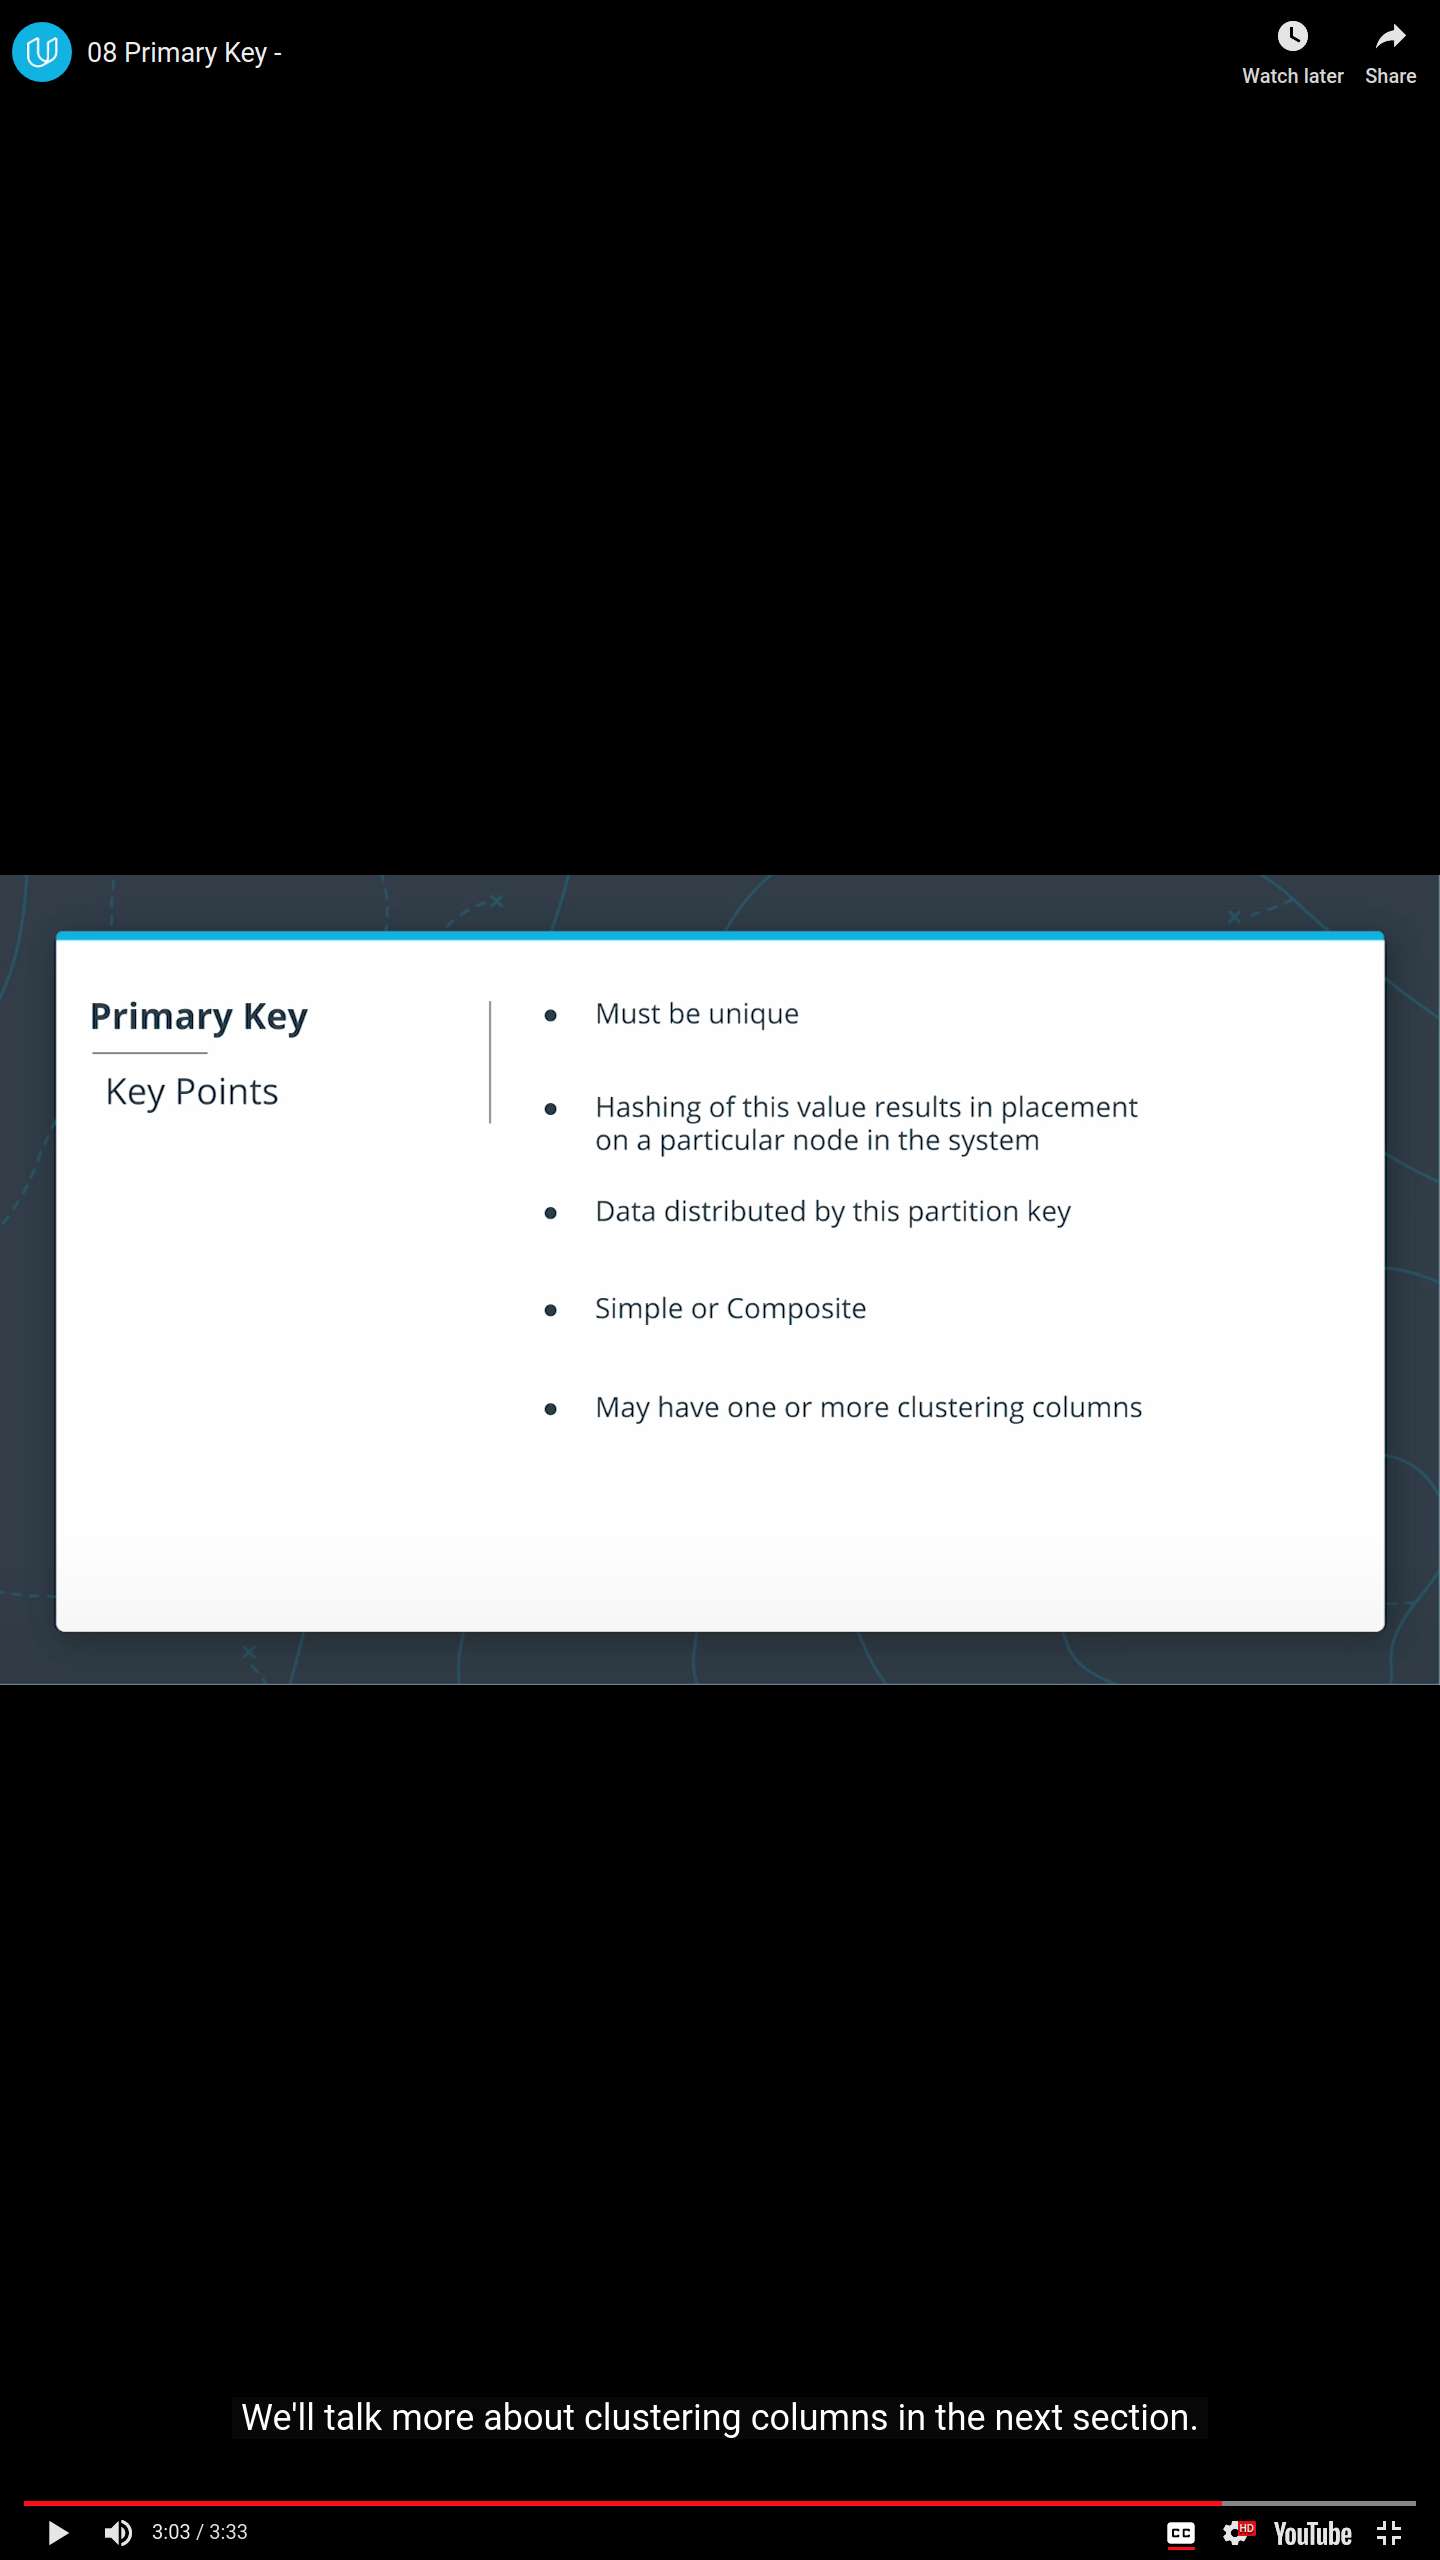 08 Primary Key -
Watch later
Share
Primary Key
Key Points
• Must be unique
• Hashing of this value results in placement
on a particular node in the system
• Data distributed by this partition key
• Simple or Composite
• May have one or more clustering columns
We'll talk more about clustering columns in the next section.
3:03 / 3:33
CC
HD
YouTube